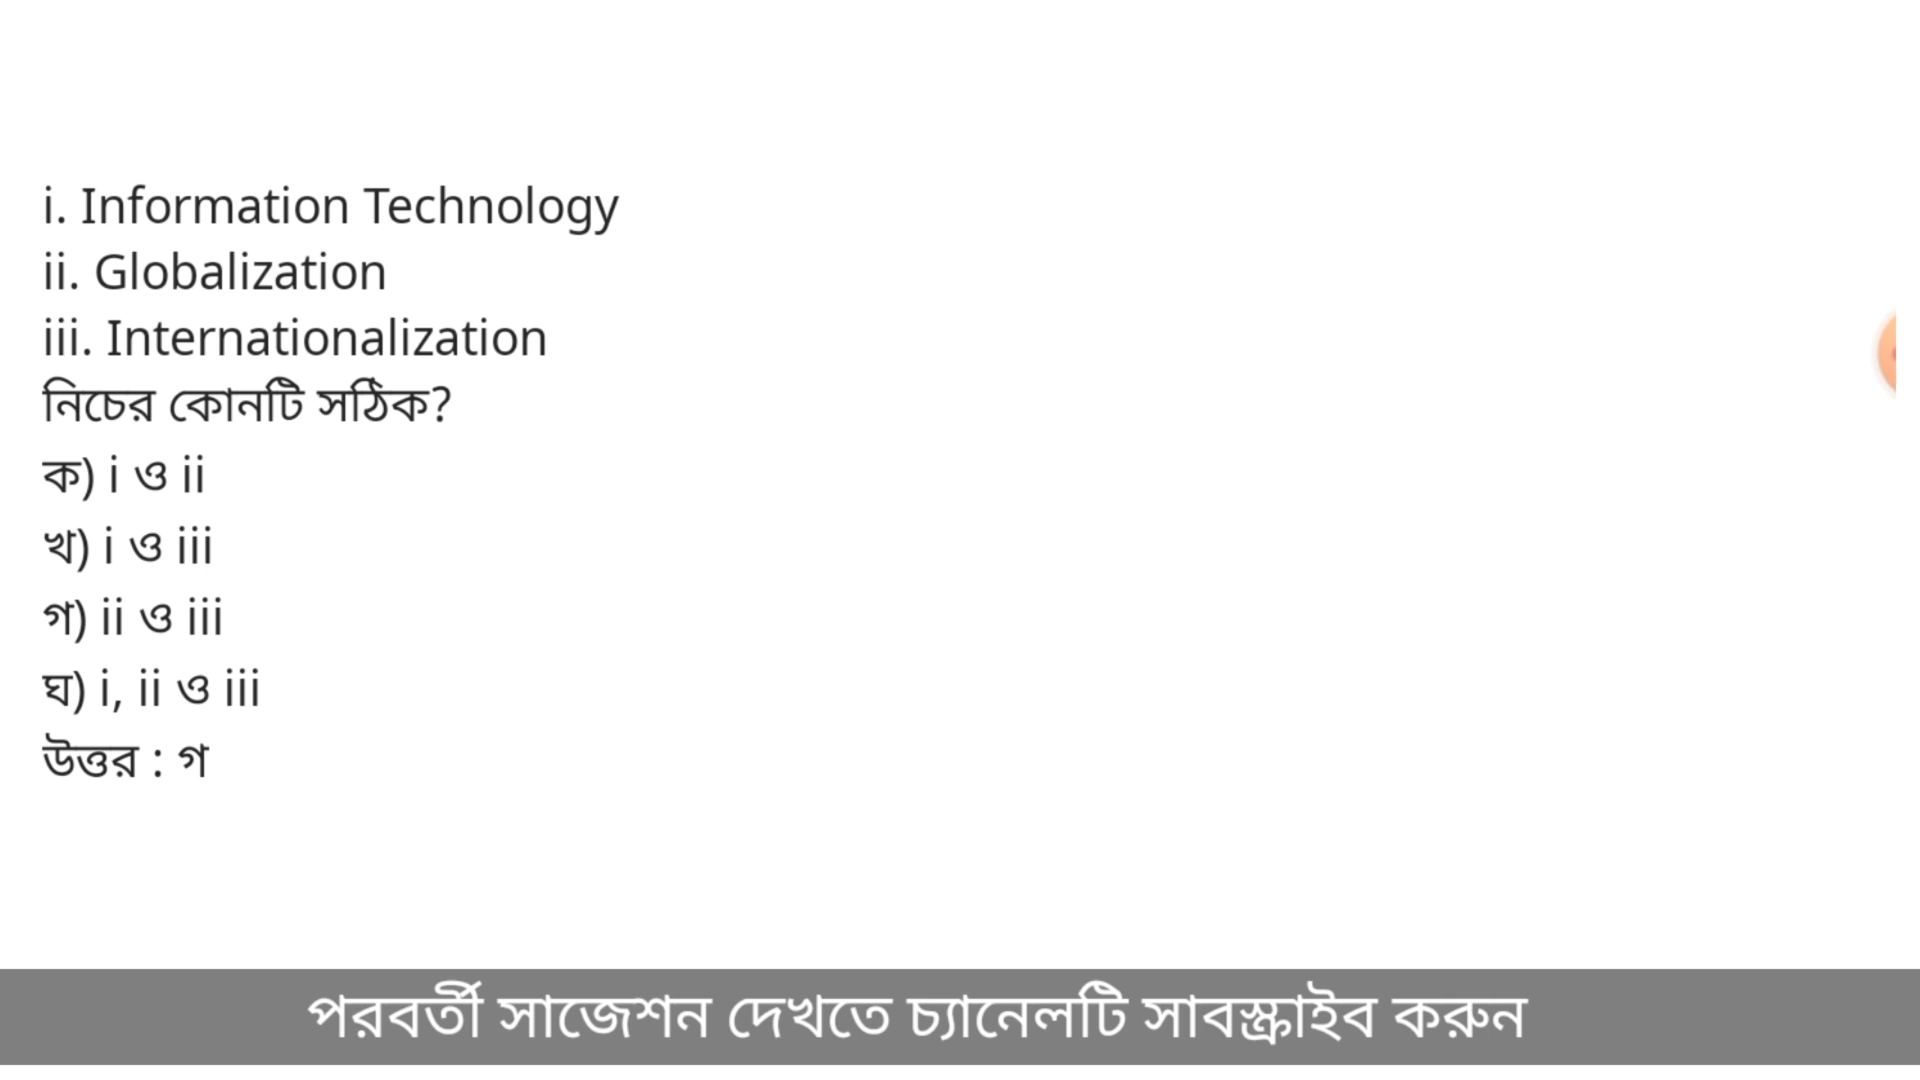 i. Information Technology
ii. Globalization
iii. Internationalization
নিচের কোনটি সঠিক?
ক) i ও ii
খ) i ও iii
গ) ii ও iii
ঘ) i, ii ও iii
উত্তর : গ
পরবর্তী সাজেশন দেখতে চ্যানেলটি সাবস্ক্রাইব করুন